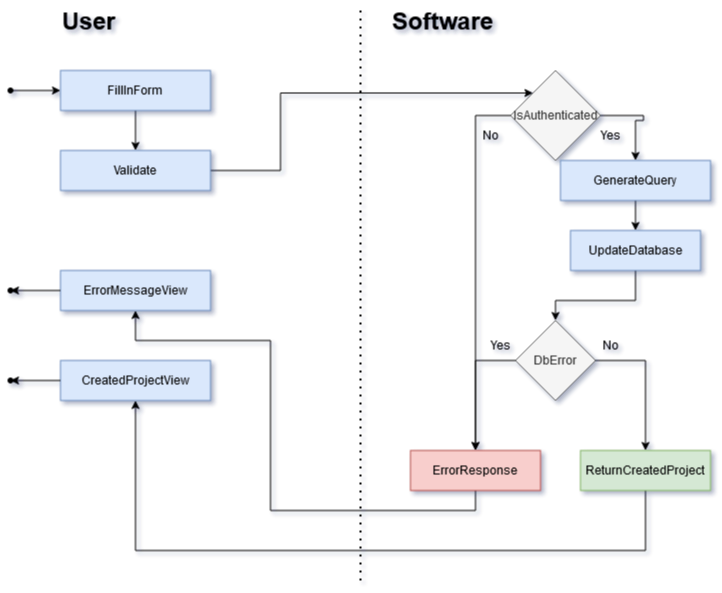 User
Software
FillInForm
IsAuthenticated
No
Yes
Validate
GenerateQuery
UpdateDatabase
ErrorMessageView
Yes
No
DbError
CreatedProjectView
ErrorResponse
ReturnCreatedProject